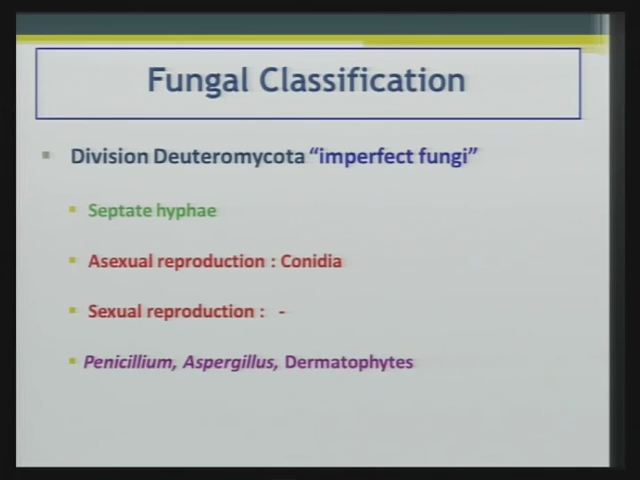 Fungal Classification
Division Deuteromycota “imperfect fungi”
Septate hyphae
Asexual reproduction : Conidia
Sexual reproduction : -
Penicillium, Aspergillus, Dermatophytes